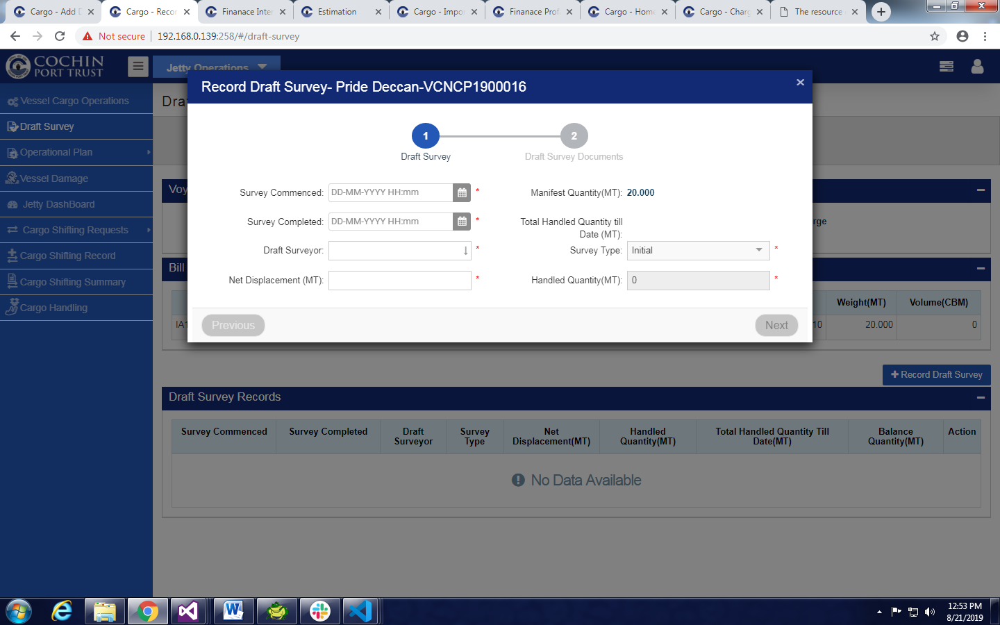 Cargo - Add D
Cargo - Recor
Finanace Inter
Estimation
Cargo - Impor
Finanace Prof
Cargo - Home
Cargo - Charg
The resource
Not secure
192.168.0.139:258/#/draft-survey
COCHIN
PORT TRUST
Jetty Operations
Vessel Cargo Operations
Draft Survey
Operational Plan
Vessel Damage
Jetty DashBoard
Cargo Shifting Requests
Cargo Shifting Record
Cargo Shifting Summary
Cargo Handling
Dra
Voy
rge
Bill
Weight(MT) Volume(CBM)
IA1 10 20.000 0
Record Draft Survey- Pride Deccan-VCNCP1900016
×
1 2
Draft Survey Draft Survey Documents
Survey Commenced: DD-MM-YYYY HH:mm * Manifest Quantity(MT): 20.000
Survey Completed: DD-MM-YYYY HH:mm * Total Handled Quantity till
Date (MT):
Draft Surveyor: * Survey Type: Initial *
Net Displacement (MT): * Handled Quantity(MT): 0 *
Previous Next
Record Draft Survey
Draft Survey Records
Survey Commenced Survey Completed Draft Surveyor Survey Type Net Displacement(MT) Handled Quantity(MT) Total Handled Quantity Till Date(MT) Balance Quantity(MT) Action
No Data Available
12:53 PM
8/21/2019